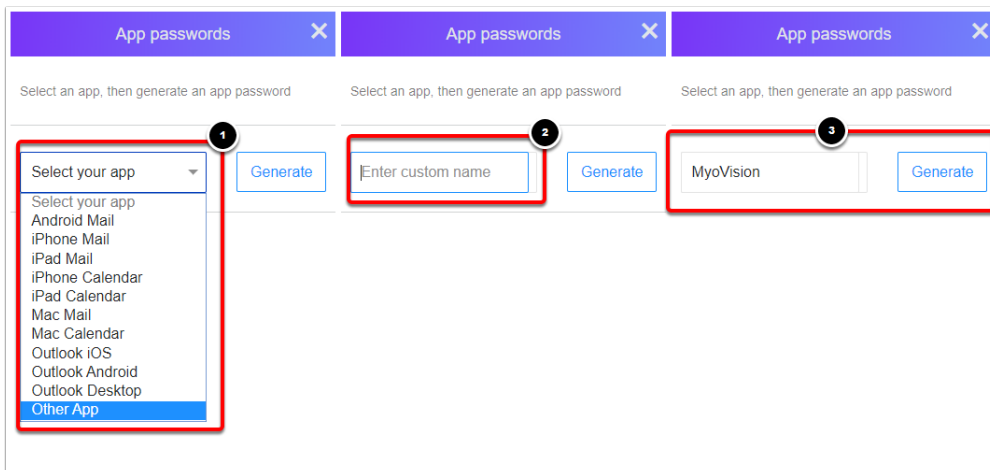 App passwords ✕
Select an app, then generate an app password
1
Select your app
Generate
Select your app
Android Mail
iPhone Mail
iPad Mail
iPhone Calendar
iPad Calendar
Mac Mail
Mac Calendar
Outlook iOS
Outlook Android
Outlook Desktop
Other App
App passwords ✕
Select an app, then generate an app password
2
Enter custom name
Generate
App passwords ✕
Select an app, then generate an app password
3
MyoVision
Generate